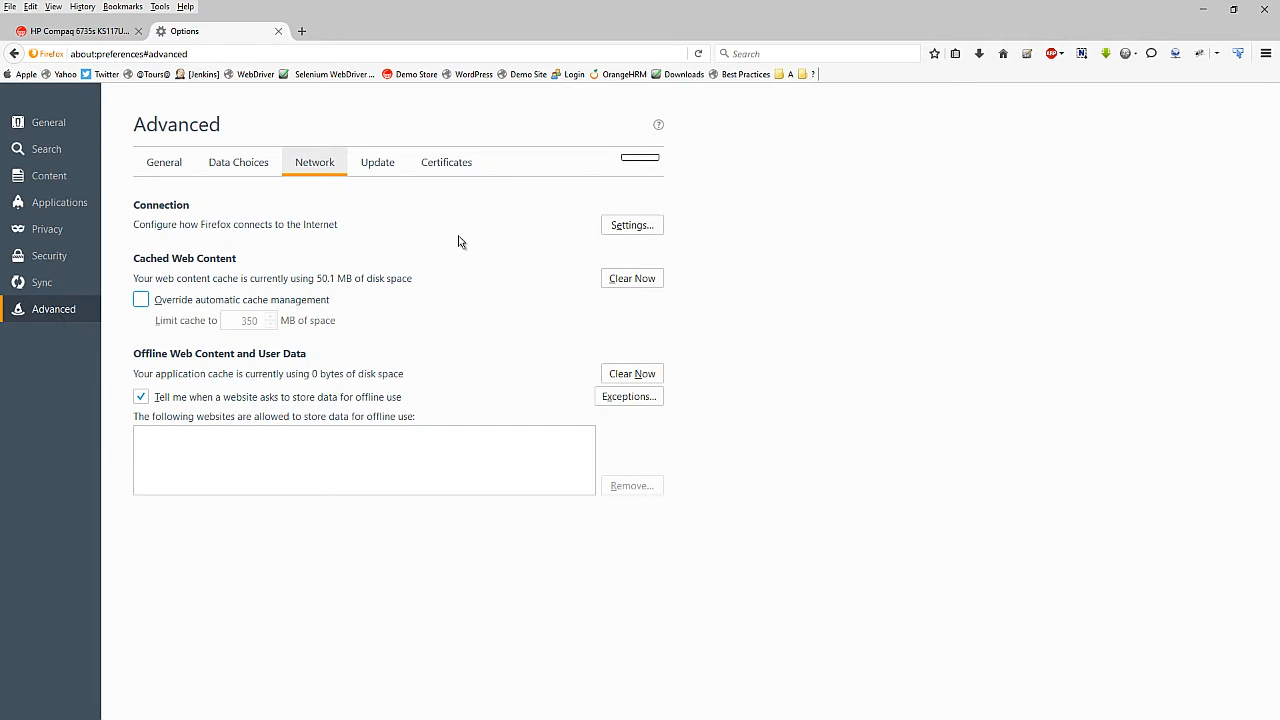 File Edit View History Bookmarks Tools Help
HP Compaq 6735s KS117U... Options
Firefox about:preferences#advanced Search
Apple Yahoo Twitter @Tours@ [Jenkins] WebDriver Selenium WebDriver ... Demo Store WordPress Demo Site Login OrangeHRM Downloads Best Practices A ?
General
Search
Content
Applications
Privacy
Security
Sync
Advanced
Advanced
General Data Choices Network Update Certificates
Connection
Configure how Firefox connects to the Internet Settings...
Cached Web Content
Your web content cache is currently using 50.1 MB of disk space Clear Now
Override automatic cache management
Limit cache to 350 MB of space
Offline Web Content and User Data
Your application cache is currently using 0 bytes of disk space Clear Now
Tell me when a website asks to store data for offline use Exceptions...
The following websites are allowed to store data for offline use:
Remove...